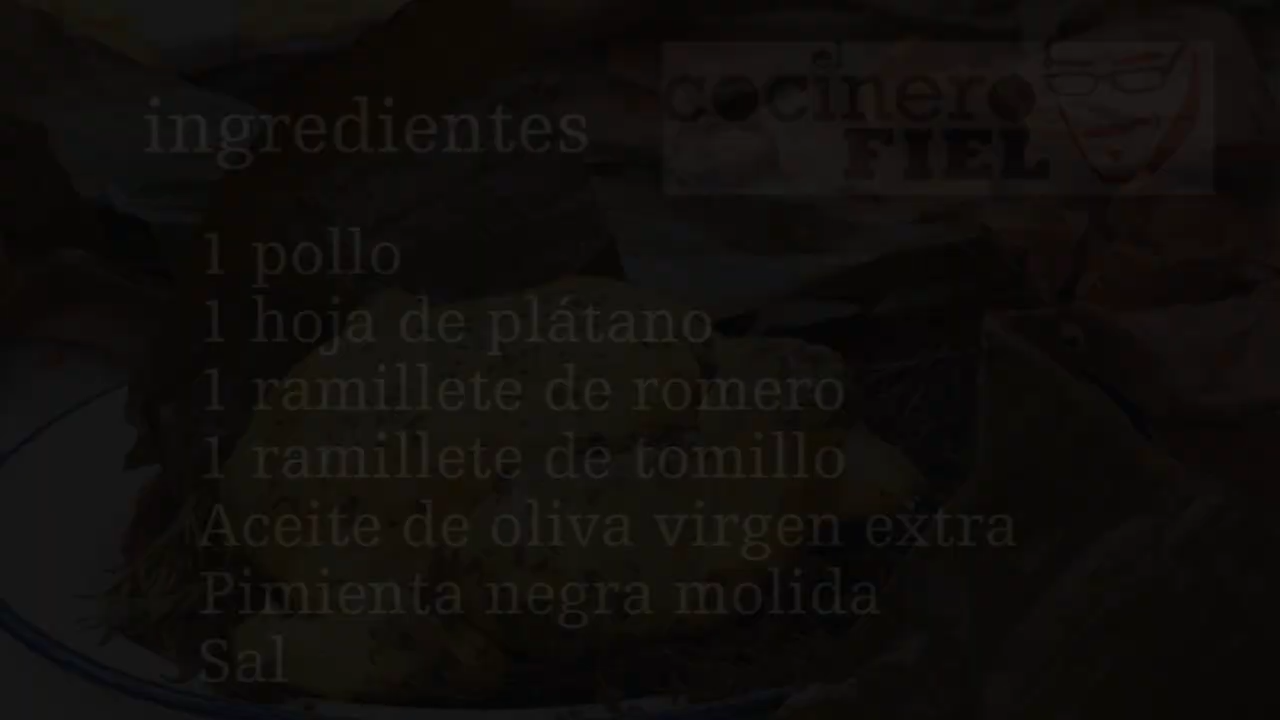 cocinero
FIEL
ingredientes
1 pollo
1 hoja de plátano
1 ramillete de romero
1 ramillete de tomillo
Aceite de oliva virgen extra
Pimienta negra molida
Sal